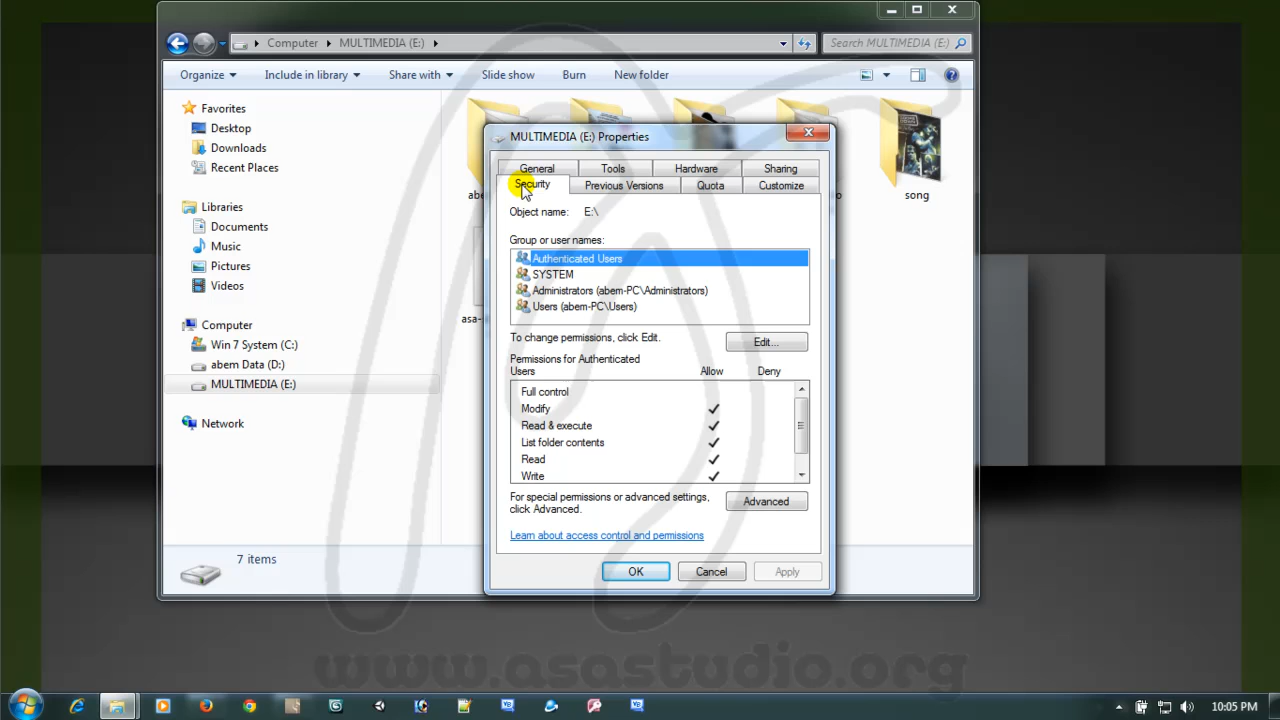 Computer
MULTIMEDIA (E:)
Search MULTIMEDIA (E:)
Organize
Include in library
Share with
Slide show
Burn
New folder
Favorites
Desktop
Downloads
Recent Places
Libraries
Documents
Music
Pictures
Videos
Computer
Win 7 System (C:)
abem Data (D:)
MULTIMEDIA (E:)
Network
song
7 items
MULTIMEDIA (E:) Properties
General
Tools
Hardware
Sharing
Security
Previous Versions
Quota
Customize
Object name: E:\
Group or user names:
Authenticated Users
SYSTEM
Administrators (abem-PC\Administrators)
Users (abem-PC\Users)
To change permissions, click Edit.
Edit...
Permissions for Authenticated
Users
Allow
Deny
Full control
Modify
Read & execute
List folder contents
Read
Write
For special permissions or advanced settings,
click Advanced.
Advanced
Learn about access control and permissions
OK
Cancel
Apply
www.asastudio.org
10:05 PM